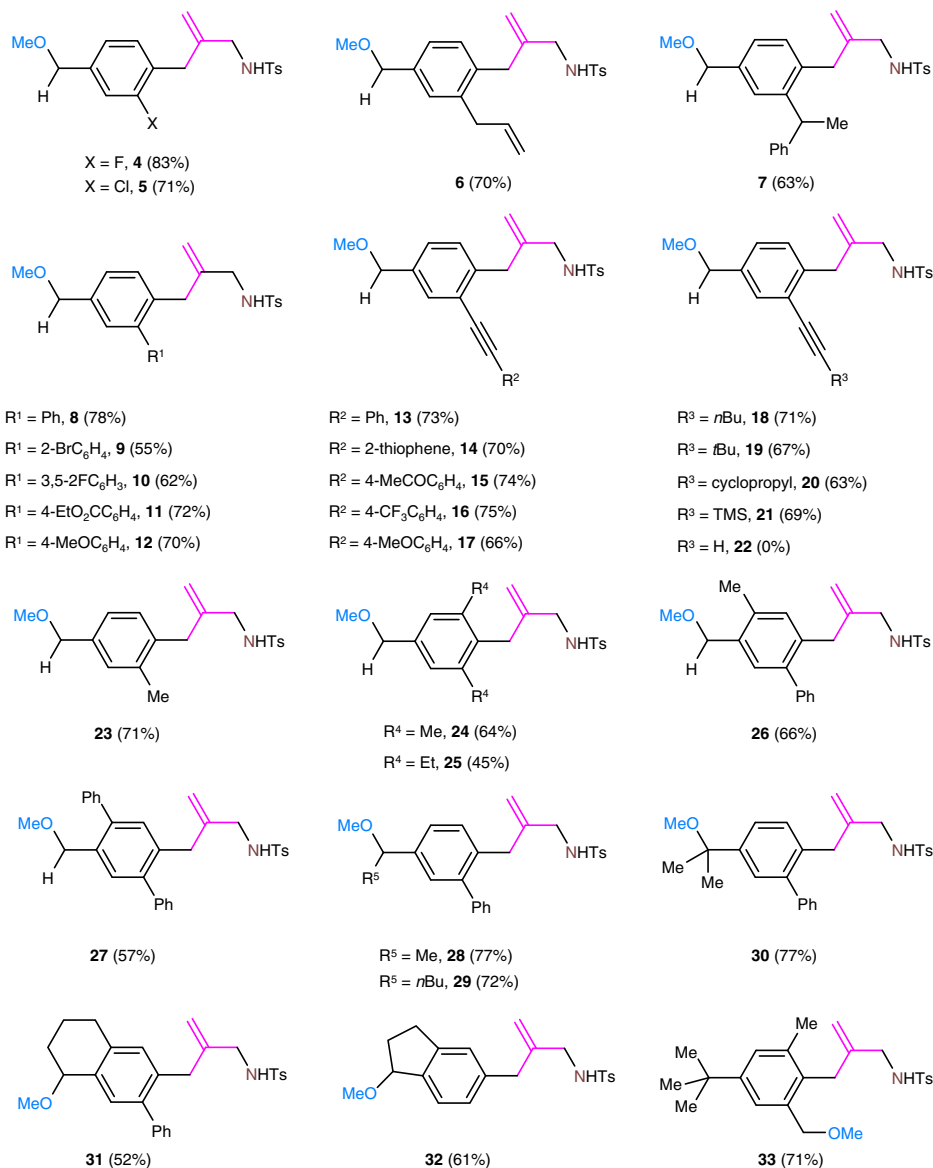 MeO
H
X
NHTs
X = F, 4 (83%)
X = Cl, 5 (71%)
MeO
H
NHTs
6 (70%)
MeO
H
Ph
Me
NHTs
7 (63%)
MeO
H
R¹
NHTs
R¹ = Ph, 8 (78%)
R¹ = 2-BrC₆H₄, 9 (55%)
R¹ = 3,5-2FC₆H₃, 10 (62%)
R¹ = 4-EtO₂CC₆H₄, 11 (72%)
R¹ = 4-MeOC₆H₄, 12 (70%)
MeO
H
NHTs
R²
R² = Ph, 13 (73%)
R² = 2-thiophene, 14 (70%)
R² = 4-MeCOC₆H₄, 15 (74%)
R² = 4-CF₃C₆H₄, 16 (75%)
R² = 4-MeOC₆H₄, 17 (66%)
MeO
H
NHTs
R³
R³ = nBu, 18 (71%)
R³ = tBu, 19 (67%)
R³ = cyclopropyl, 20 (63%)
R³ = TMS, 21 (69%)
R³ = H, 22 (0%)
MeO
H
Me
NHTs
23 (71%)
R⁴
MeO
H
NHTs
R⁴
R⁴ = Me, 24 (64%)
R⁴ = Et, 25 (45%)
Me
MeO
H
NHTs
Ph
26 (66%)
Ph
MeO
H
NHTs
Ph
27 (57%)
MeO
R⁵
NHTs
Ph
R⁵ = Me, 28 (77%)
R⁵ = nBu, 29 (72%)
MeO
Me
Me
NHTs
Ph
30 (77%)
MeO
NHTs
Ph
31 (52%)
MeO
NHTs
32 (61%)
Me
Me
Me
Me
NHTs
OMe
33 (71%)